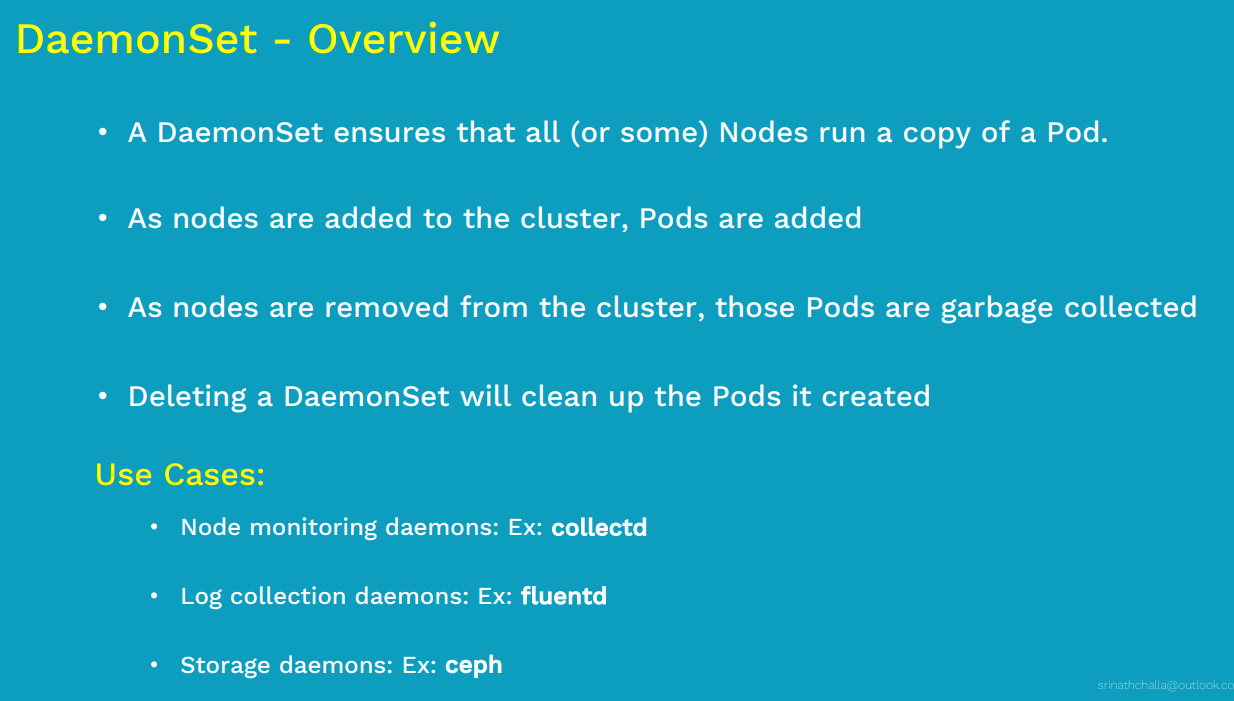 DaemonSet - Overview
• A DaemonSet ensures that all (or some) Nodes run a copy of a Pod.
• As nodes are added to the cluster, Pods are added
• As nodes are removed from the cluster, those Pods are garbage collected
• Deleting a DaemonSet will clean up the Pods it created
Use Cases:
• Node monitoring daemons: Ex: collectd
• Log collection daemons: Ex: fluentd
• Storage daemons: Ex: ceph
srinathchalla@outlook.co